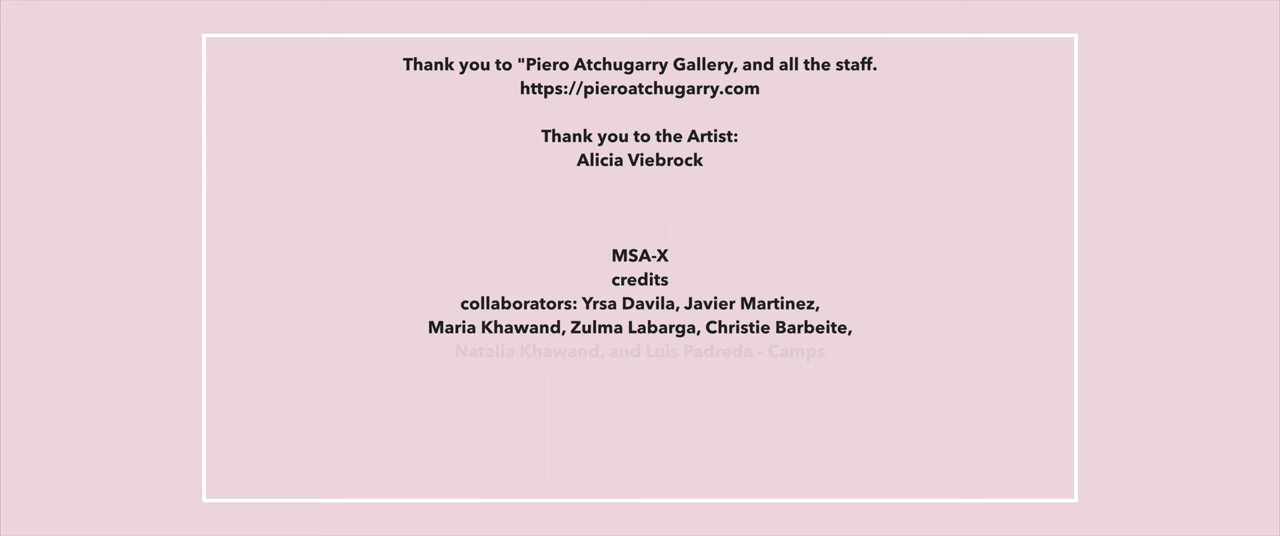 Thank you to "Piero Atchugarry Gallery, and all the staff.
https://pieroatchugarry.com
Thank you to the Artist:
Alicia Viebrock
MSA-X
credits
collaborators: Yrsa Davila, Javier Martinez,
Maria Khawand, Zulma Labarga, Christie Barbeite,
Natalia Khawand, and Luis Padreda - Camps